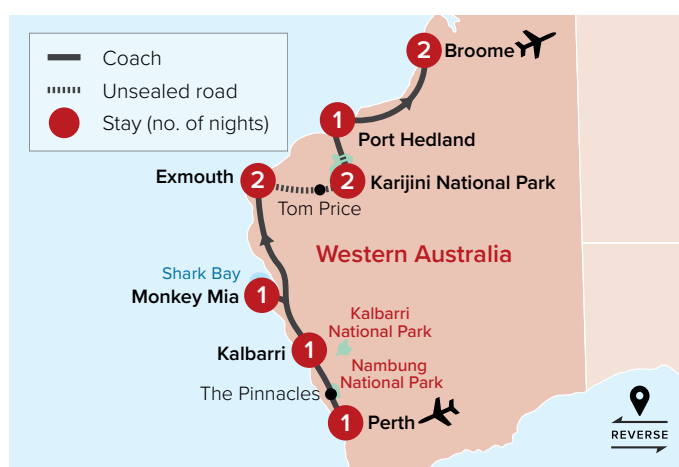 Coach
Unsealed road
Stay (no. of nights)
2
Broome
1
Port Hedland
Exmouth
2
2
Karijini National Park
Tom Price
Western Australia
Shark Bay
Monkey Mia
1
Kalbarri
National Park
Kalbarri
1
Nambung
National Park
The Pinnacles
1
Perth
REVERSE